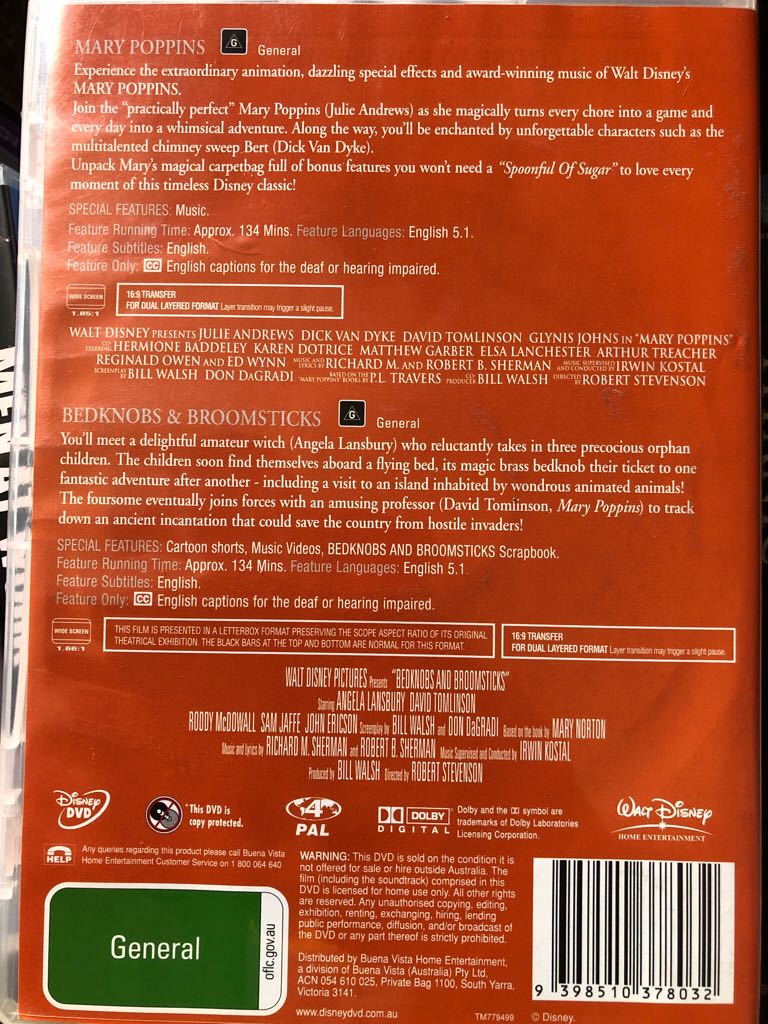 MARY POPPINS G General
Experience the extraordinary animation, dazzling special effects and award-winning music of Walt Disney's
MARY POPPINS.
Join the "practically perfect" Mary Poppins (Julie Andrews) as she magically turns every chore into a game and
every day into a whimsical adventure. Along the way, you'll be enchanted by unforgettable characters such as the
multitalented chimney sweep Bert (Dick Van Dyke).
Unpack Mary's magical carpetbag full of bonus features you won't need a "Spoonful Of Sugar" to love every
moment of this timeless Disney classic!
SPECIAL FEATURES: Music.
Feature Running Time: Approx. 134 Mins. Feature Languages: English 5.1.
Feature Subtitles: English.
Feature Only: CC English captions for the deaf or hearing impaired.
WIDE SCREEN
1.85:1
16:9 TRANSFER
FOR DUAL LAYERED FORMAT Layer transition may trigger a slight pause.
WALT DISNEY PRESENTS JULIE ANDREWS DICK VAN DYKE DAVID TOMLINSON GLYNIS JOHNS IN "MARY POPPINS"
CO-STARRING HERMIONE BADDELEY KAREN DOTRICE MATTHEW GARBER ELSA LANCHESTER ARTHUR TREACHER
REGINALD OWEN AND ED WYNN MUSIC AND LYRICS BY RICHARD M. AND ROBERT B. SHERMAN MUSIC SUPERVISED AND CONDUCTED BY IRWIN KOSTAL
SCREENPLAY BY BILL WALSH DON DAGRADI BASED ON THE "MARY POPPINS" BOOKS BY P.L. TRAVERS CO-PRODUCER BILL WALSH DIRECTED BY ROBERT STEVENSON
BEDKNOBS & BROOMSTICKS G General
You'll meet a delightful amateur witch (Angela Lansbury) who reluctantly takes in three precocious orphan
children. The children soon find themselves aboard a flying bed, its magic brass bedknob their ticket to one
fantastic adventure after another - including a visit to an island inhabited by wondrous animated animals!
The foursome eventually joins forces with an amusing professor (David Tomlinson, Mary Poppins) to track
down an ancient incantation that could save the country from hostile invaders!
SPECIAL FEATURES: Cartoon shorts, Music Videos, BEDKNOBS AND BROOMSTICKS Scrapbook.
Feature Running Time: Approx. 134 Mins. Feature Languages: English 5.1.
Feature Subtitles: English.
Feature Only: CC English captions for the deaf or hearing impaired.
WIDE SCREEN
1.66:1
THIS FILM IS PRESENTED IN A LETTERBOX FORMAT PRESERVING THE SCOPE ASPECT RATIO OF ITS ORIGINAL
THEATRICAL EXHIBITION. THE BLACK BARS AT THE TOP AND BOTTOM ARE NORMAL FOR THIS FORMAT.
16:9 TRANSFER
FOR DUAL LAYERED FORMAT Layer transition may trigger a slight pause.
WALT DISNEY PICTURES Presents "BEDKNOBS AND BROOMSTICKS"
Starring ANGELA LANSBURY DAVID TOMLINSON
RODDY McDOWALL SAM JAFFE JOHN ERICSON Screenplay by BILL WALSH and DON DaGRADI Based on the book by MARY NORTON
Music and Lyrics by RICHARD M. SHERMAN and ROBERT B. SHERMAN Music Supervised and Conducted by IRWIN KOSTAL
Produced by BILL WALSH Directed by ROBERT STEVENSON
Disney DVD
*This DVD is
copy protected.
4
PAL
DOLBY
DIGITAL
Dolby and the DD symbol are
trademarks of Dolby Laboratories
Licensing Corporation.
WALT DISNEY
HOME ENTERTAINMENT
HELP
Any queries regarding this product please call Buena Vista
Home Entertainment Customer Service on 1 800 064 640
WARNING: This DVD is sold on the condition it is
not offered for sale or hire outside Australia. The
film (including the soundtrack) comprised in this
DVD is licensed for home use only. All other rights
are reserved. Any unauthorised copying, editing,
exhibition, renting, exchanging, hiring, lending
public performance, diffusion, and/or broadcast of
the DVD or any part thereof is strictly prohibited.
Distributed by Buena Vista Home Entertainment,
a division of Buena Vista (Australia) Pty Ltd,
ACN 054 610 025, Private Bag 1100, South Yarra,
Victoria 3141.
www.disneydvd.com.au
TM779499
© Disney.
General
oflc.gov.au
9 398510 378032
MEN AT